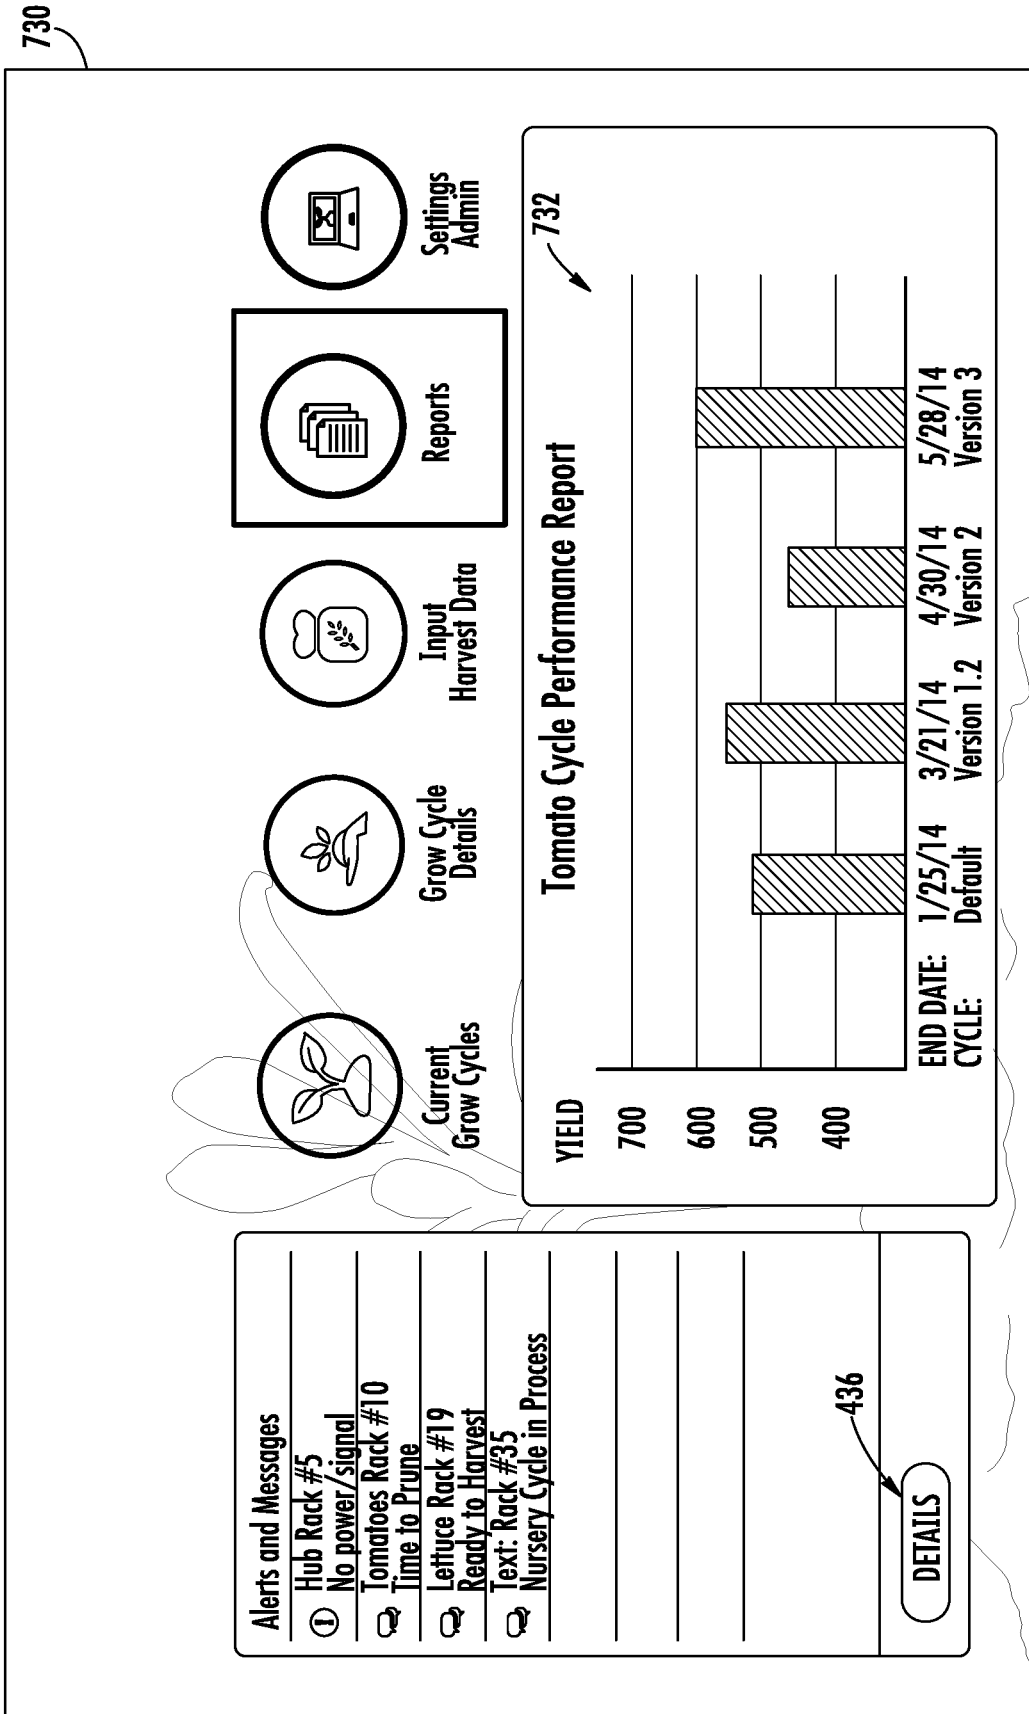 730
Alerts and Messages
Hub Rack #5
No power/signal
Tomatoes Rack #10
Time to Prune
Lettuce Rack #19
Ready to Harvest
Text: Rack #35
Nursery Cycle in Process
436
DETAILS
Current
Grow Cycles
Grow Cycle
Details
Input
Harvest Data
Reports
Settings
Admin
Tomato Cycle Performance Report
732
YIELD
700
600
500
400
END DATE: 1/25/14 3/21/14 4/30/14 5/28/14
CYCLE: Default Version 1.2 Version 2 Version 3